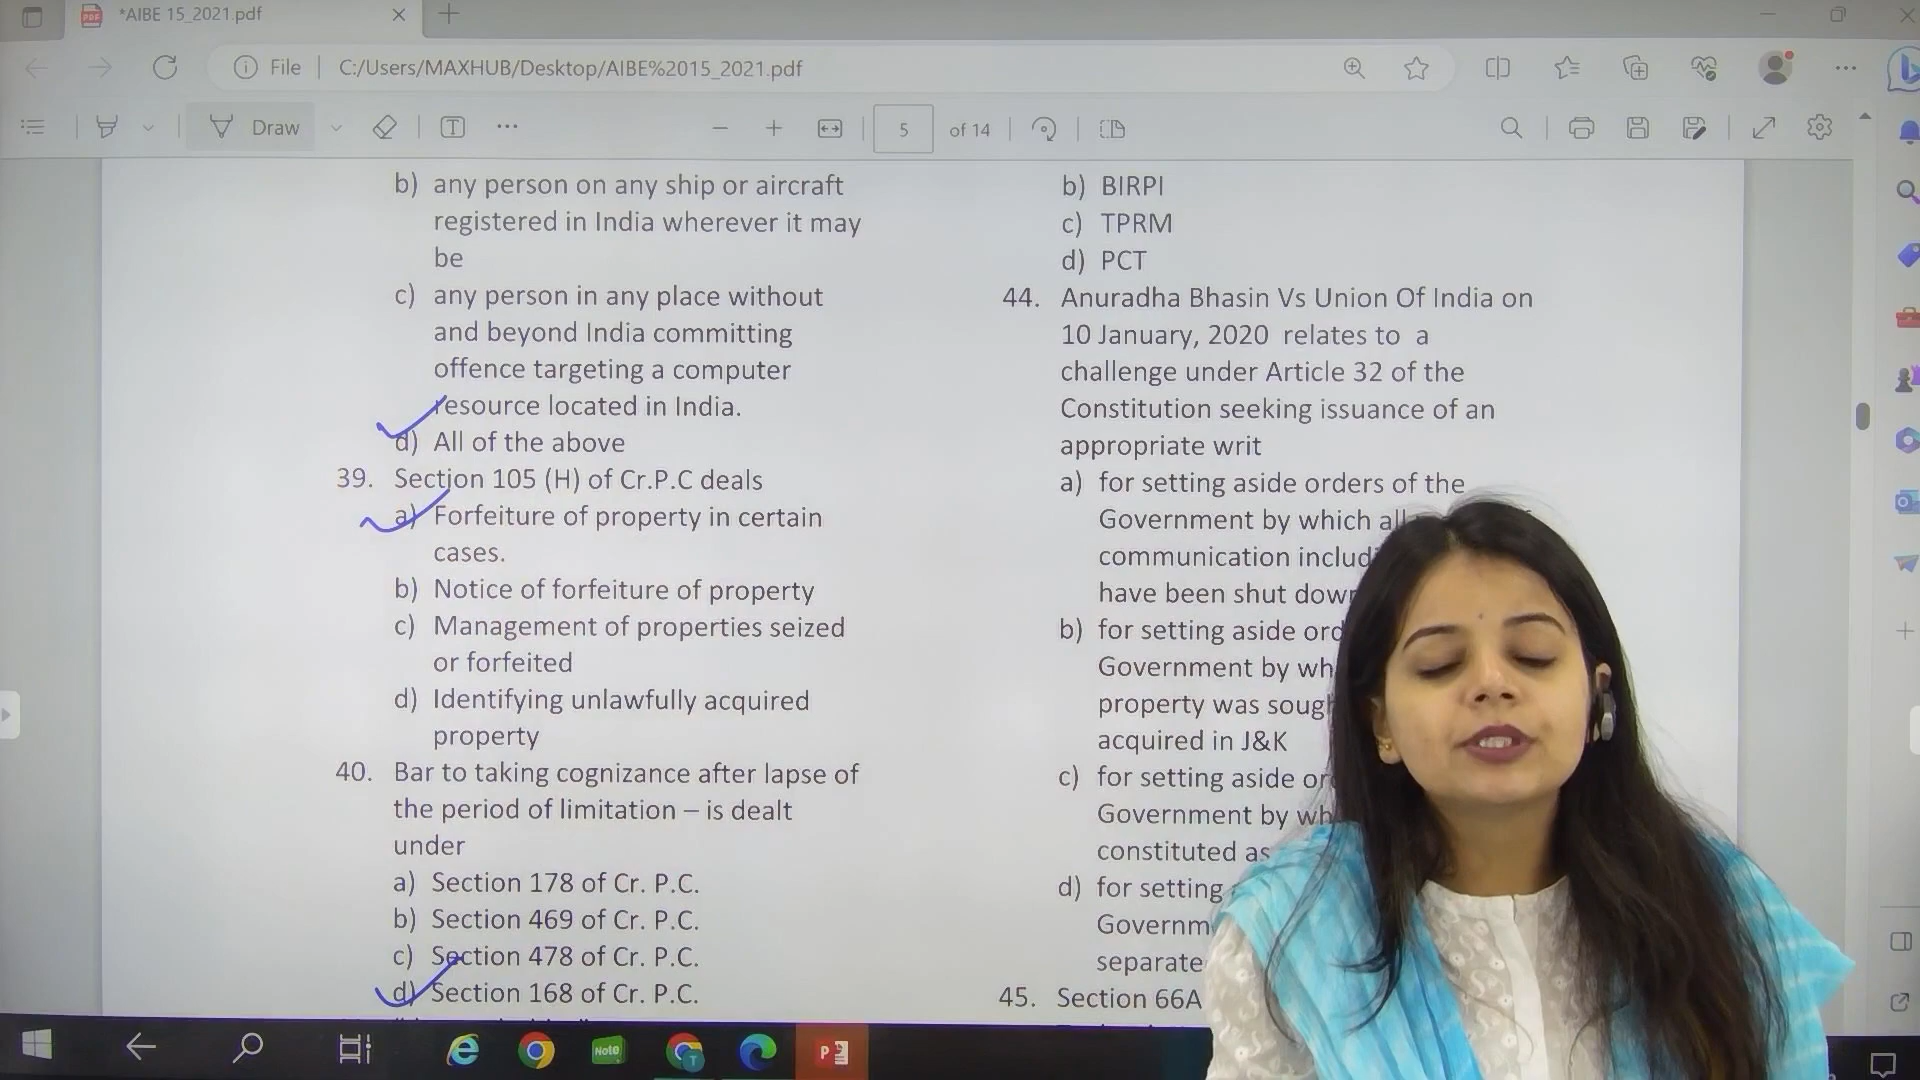 *AIBE 15_2021.pdf
File
C:/Users/MAXHUB/Desktop/AIBE%2015_2021.pdf
Draw
5 of 14
b) any person on any ship or aircraft
registered in India wherever it may
be
c) any person in any place without
and beyond India committing
offence targeting a computer
resource located in India.
d) All of the above
39. Section 105 (H) of Cr.P.C deals
a) Forfeiture of property in certain
cases.
b) Notice of forfeiture of property
c) Management of properties seized
or forfeited
d) Identifying unlawfully acquired
property
40. Bar to taking cognizance after lapse of
the period of limitation – is dealt
under
a) Section 178 of Cr. P.C.
b) Section 469 of Cr. P.C.
c) Section 478 of Cr. P.C.
d) Section 168 of Cr. P.C.
b) BIRPI
c) TPRM
d) PCT
44. Anuradha Bhasin Vs Union Of India on
10 January, 2020 relates to a
challenge under Article 32 of the
Constitution seeking issuance of an
appropriate writ
a) for setting aside orders of the
Government by which all
communication includ
have been shut dow
b) for setting aside ord
Government by wh
property was soug
acquired in J&K
c) for setting aside or
Government by wh
constituted as
d) for setting
Governm
separate
45. Section 66A
Note